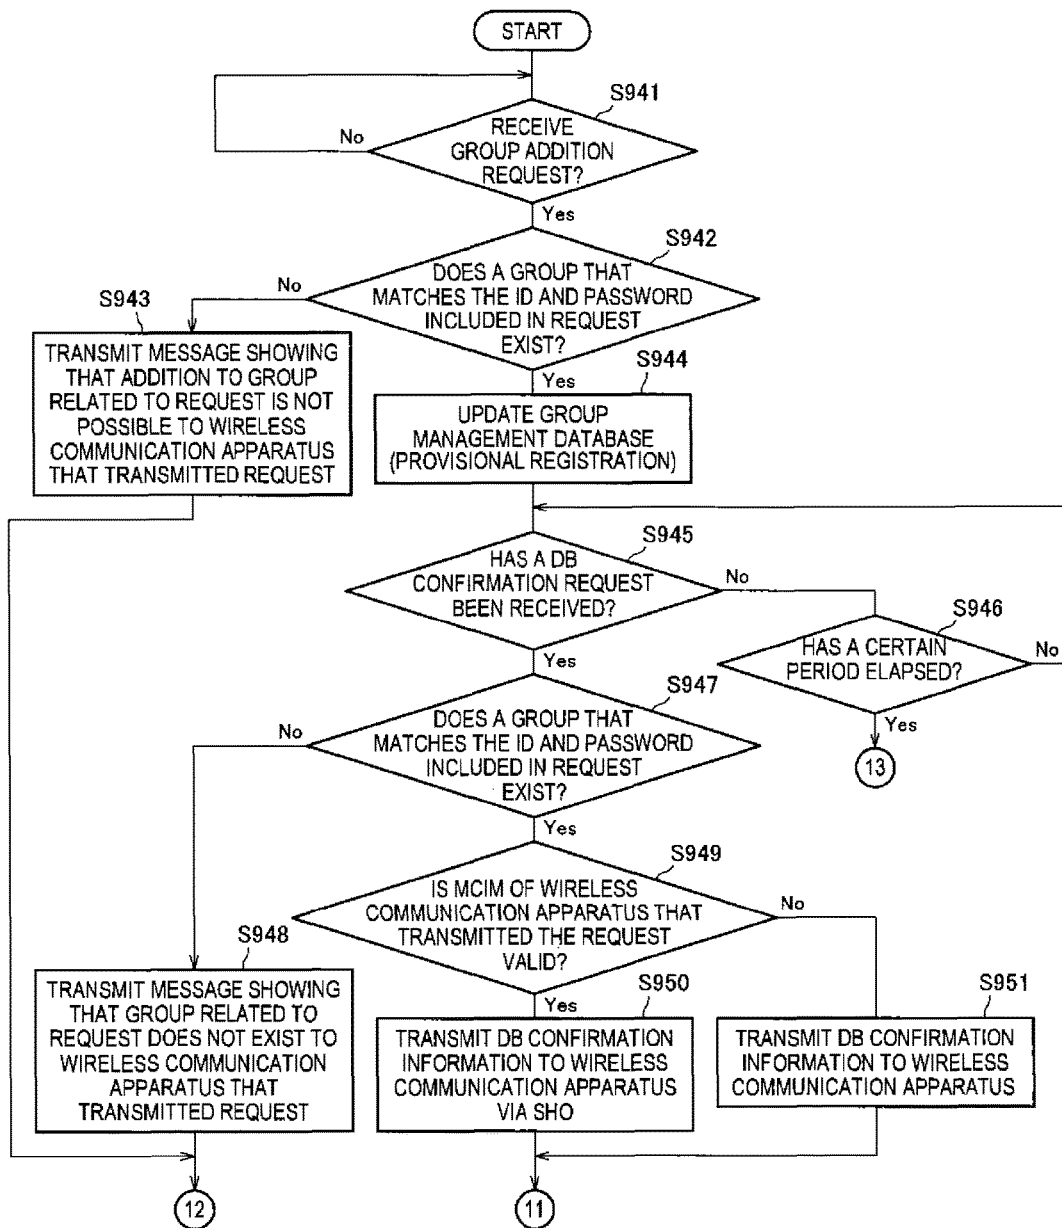 START
S941
No
RECEIVE
GROUP ADDITION
REQUEST?
Yes
S942
No
DOES A GROUP THAT
MATCHES THE ID AND PASSWORD
INCLUDED IN REQUEST
EXIST?
S943
TRANSMIT MESSAGE SHOWING
THAT ADDITION TO GROUP
RELATED TO REQUEST IS NOT
POSSIBLE TO WIRELESS
COMMUNICATION APPARATUS
THAT TRANSMITTED REQUEST
Yes
S944
UPDATE GROUP
MANAGEMENT DATABASE
(PROVISIONAL REGISTRATION)
S945
HAS A DB
CONFIRMATION REQUEST
BEEN RECEIVED?
No
S946
HAS A CERTAIN
PERIOD ELAPSED?
No
Yes
13
Yes
S947
No
DOES A GROUP THAT
MATCHES THE ID AND PASSWORD
INCLUDED IN REQUEST
EXIST?
Yes
S949
IS MCIM OF WIRELESS
COMMUNICATION APPARATUS THAT
TRANSMITTED THE REQUEST
VALID?
No
S948
TRANSMIT MESSAGE SHOWING
THAT GROUP RELATED TO
REQUEST DOES NOT EXIST TO
WIRELESS COMMUNICATION
APPARATUS THAT
TRANSMITTED REQUEST
Yes
S950
TRANSMIT DB CONFIRMATION
INFORMATION TO WIRELESS
COMMUNICATION APPARATUS
VIA SHO
S951
TRANSMIT DB CONFIRMATION
INFORMATION TO WIRELESS
COMMUNICATION APPARATUS
12
11